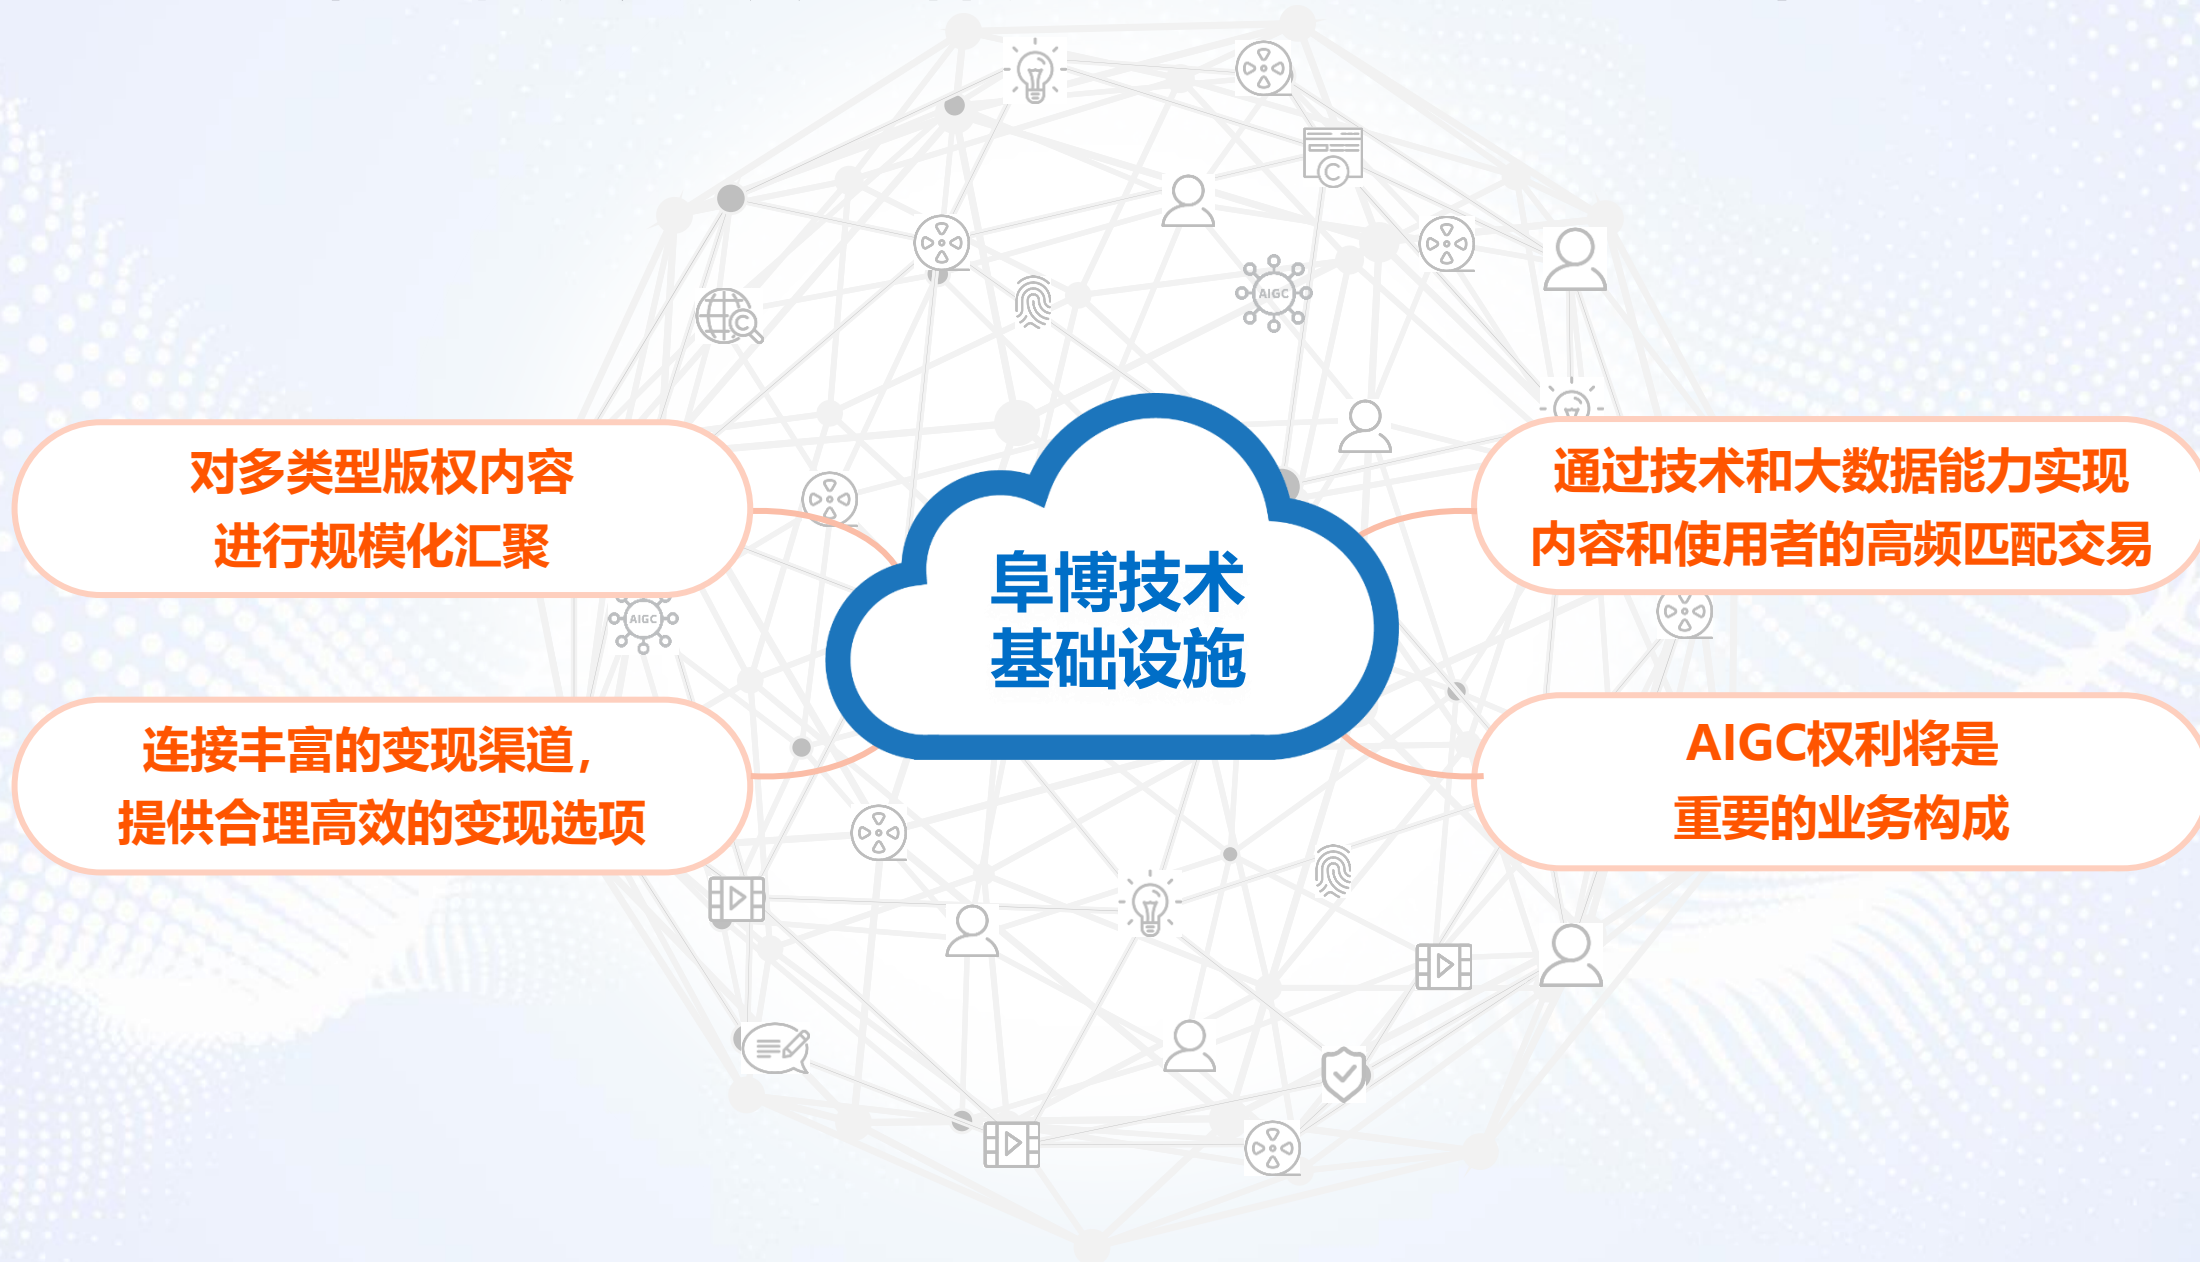 对多类型版权内容
进行规模化汇聚
通过技术和大数据能力实现
内容和使用者的高频匹配交易
阜博技术
基础设施
连接丰富的变现渠道，
提供合理高效的变现选项
AIGC权利将是
重要的业务构成
AIGC
AIGC